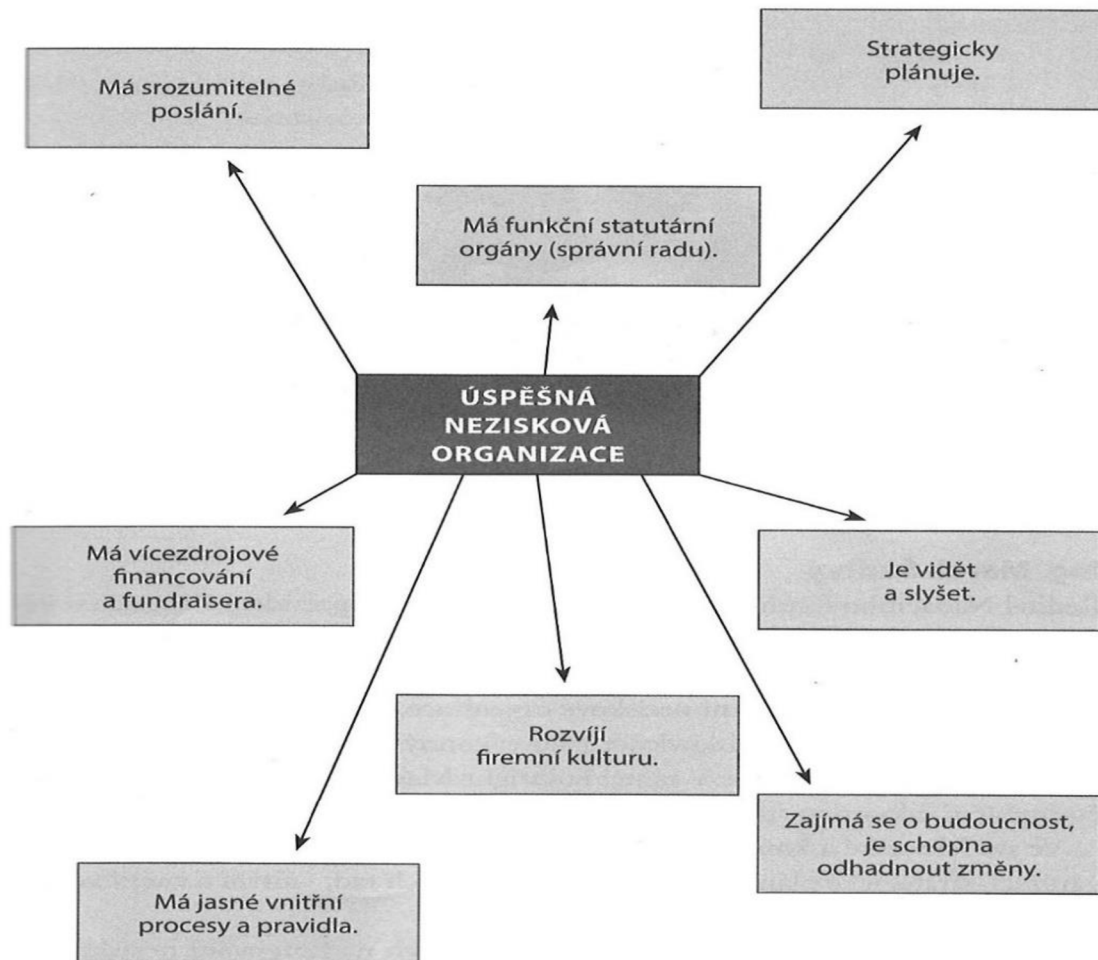 Má srozumitelné
poslání.
Strategicky
plánuje.
Má funkční statutární
orgány (správní radu).
ÚSPĚŠNÁ
NEZISKOVÁ
ORGANIZACE
Má vícezdrojové
financování
a fundraisera.
Je vidět
a slyšet.
Rozvíjí
firemní kulturu.
Zajímá se o budoucnost,
je schopna
odhadnout změny.
Má jasné vnitřní
procesy a pravidla.